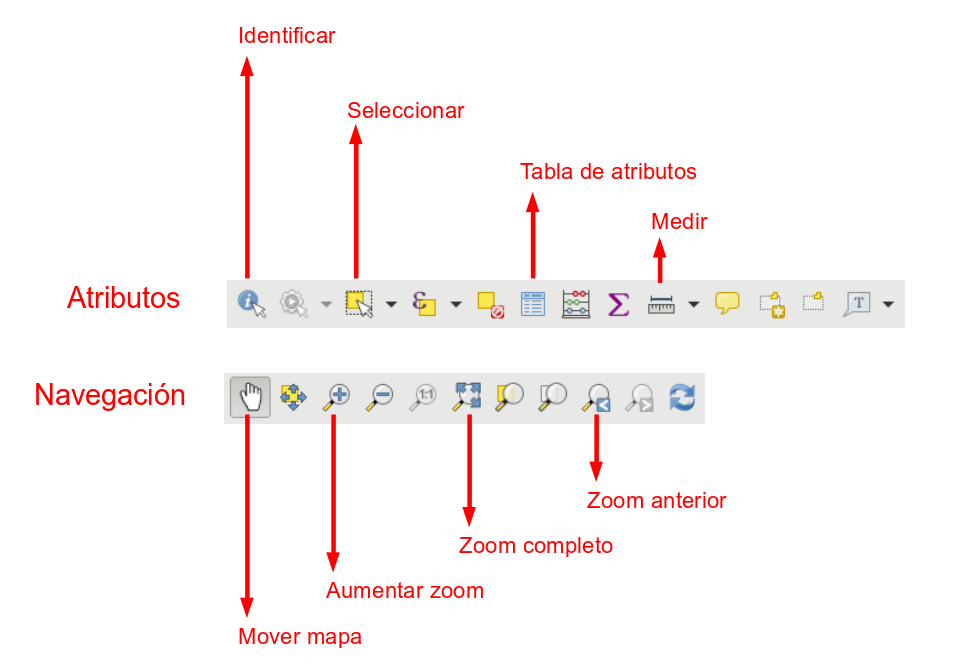 Identificar
Seleccionar
Tabla de atributos
Medir
Atributos
T
Navegación
1:1
Zoom anterior
Zoom completo
Aumentar zoom
Mover mapa